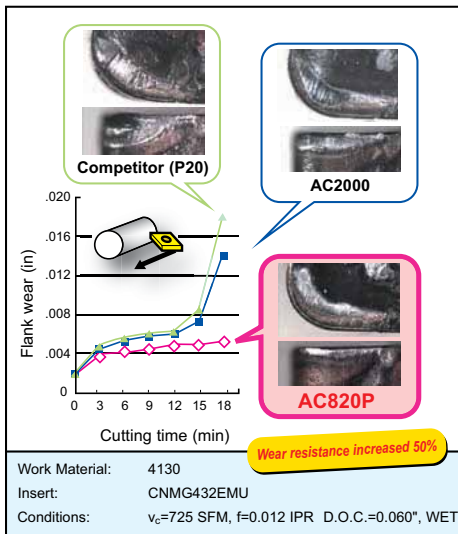 Competitor (P20)
AC2000
.020
.016
.012
.008
.004
0
Flank wear (in)
0 3 6 9 12 15 18
Cutting time (min)
AC820P
Wear resistance increased 50%
Work Material: 4130
Insert: CNMG432EMU
Conditions: vc=725 SFM, f=0.012 IPR D.O.C.=0.060", WET